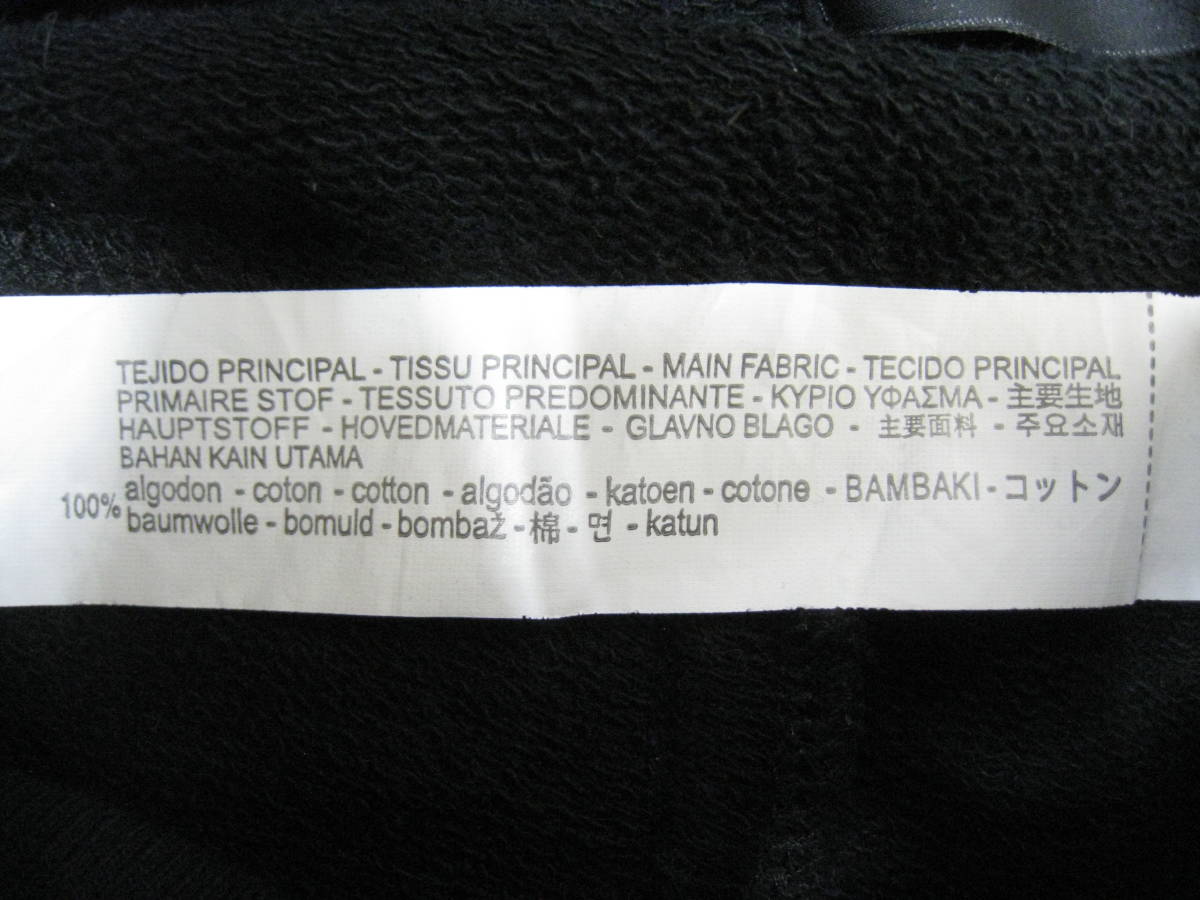 TEJIDO PRINCIPAL - TISSU PRINCIPAL - MAIN FABRIC - TECIDO PRINCIPAL
PRIMAIRE STOF - TESSUTO PREDOMINANTE - ΚΥΡΙΟ ΥΦΑΣΜΑ - 主要生地
HAUPTSTOFF - HOVEDMATERIALE - GLAVNO BLAGO - 主要面料 - 주요소재
BAHAN KAIN UTAMA
100% algodon - coton - cotton - algodão - katoen - cotone - BAMBAKI - コットン
baumwolle - bomuld - bombaž - 棉 - 면 - katun